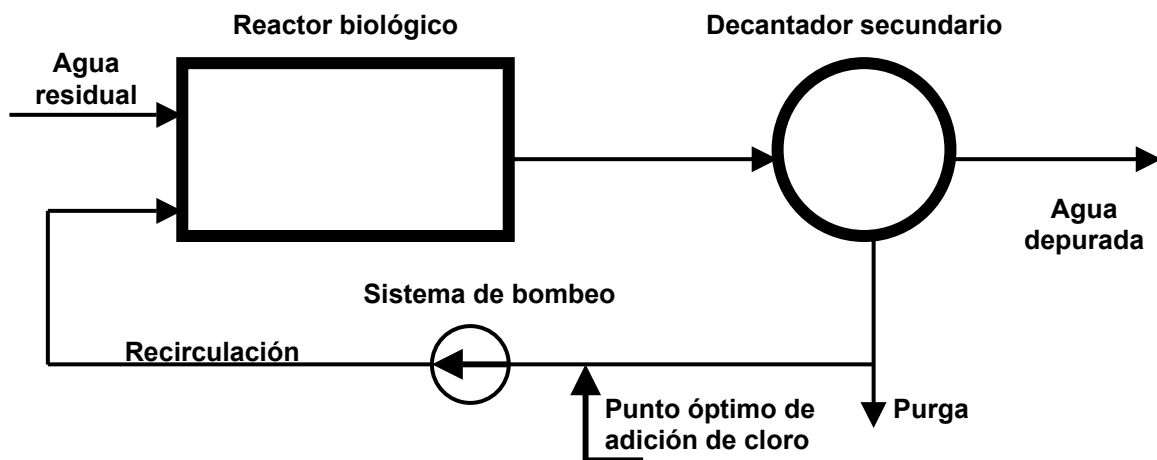 Reactor biológico
Decantador secundario
Agua
residual
Agua
depurada
Sistema de bombeo
Recirculación
Punto óptimo de
adición de cloro
Purga